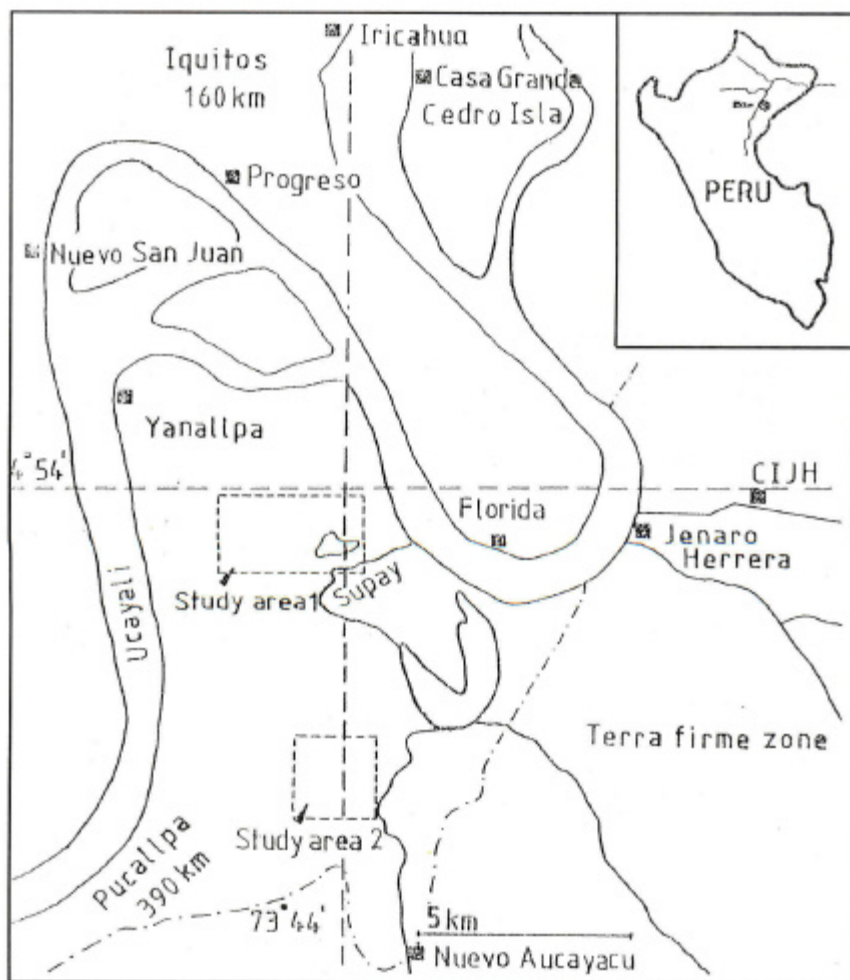 Iricahua
Iquitos
160 km
Casa Granda
Cedro Isla
PERU
Progreso
Nuevo San Juan
Yanallpa
4°54'
CIJH
Florida
Jenaro
Herrera
Study area 1
Supay
Ucayali
Terra firme zone
Study area 2
Pucallpa
390 km
73°44'
5 km
Nuevo Aucayacu